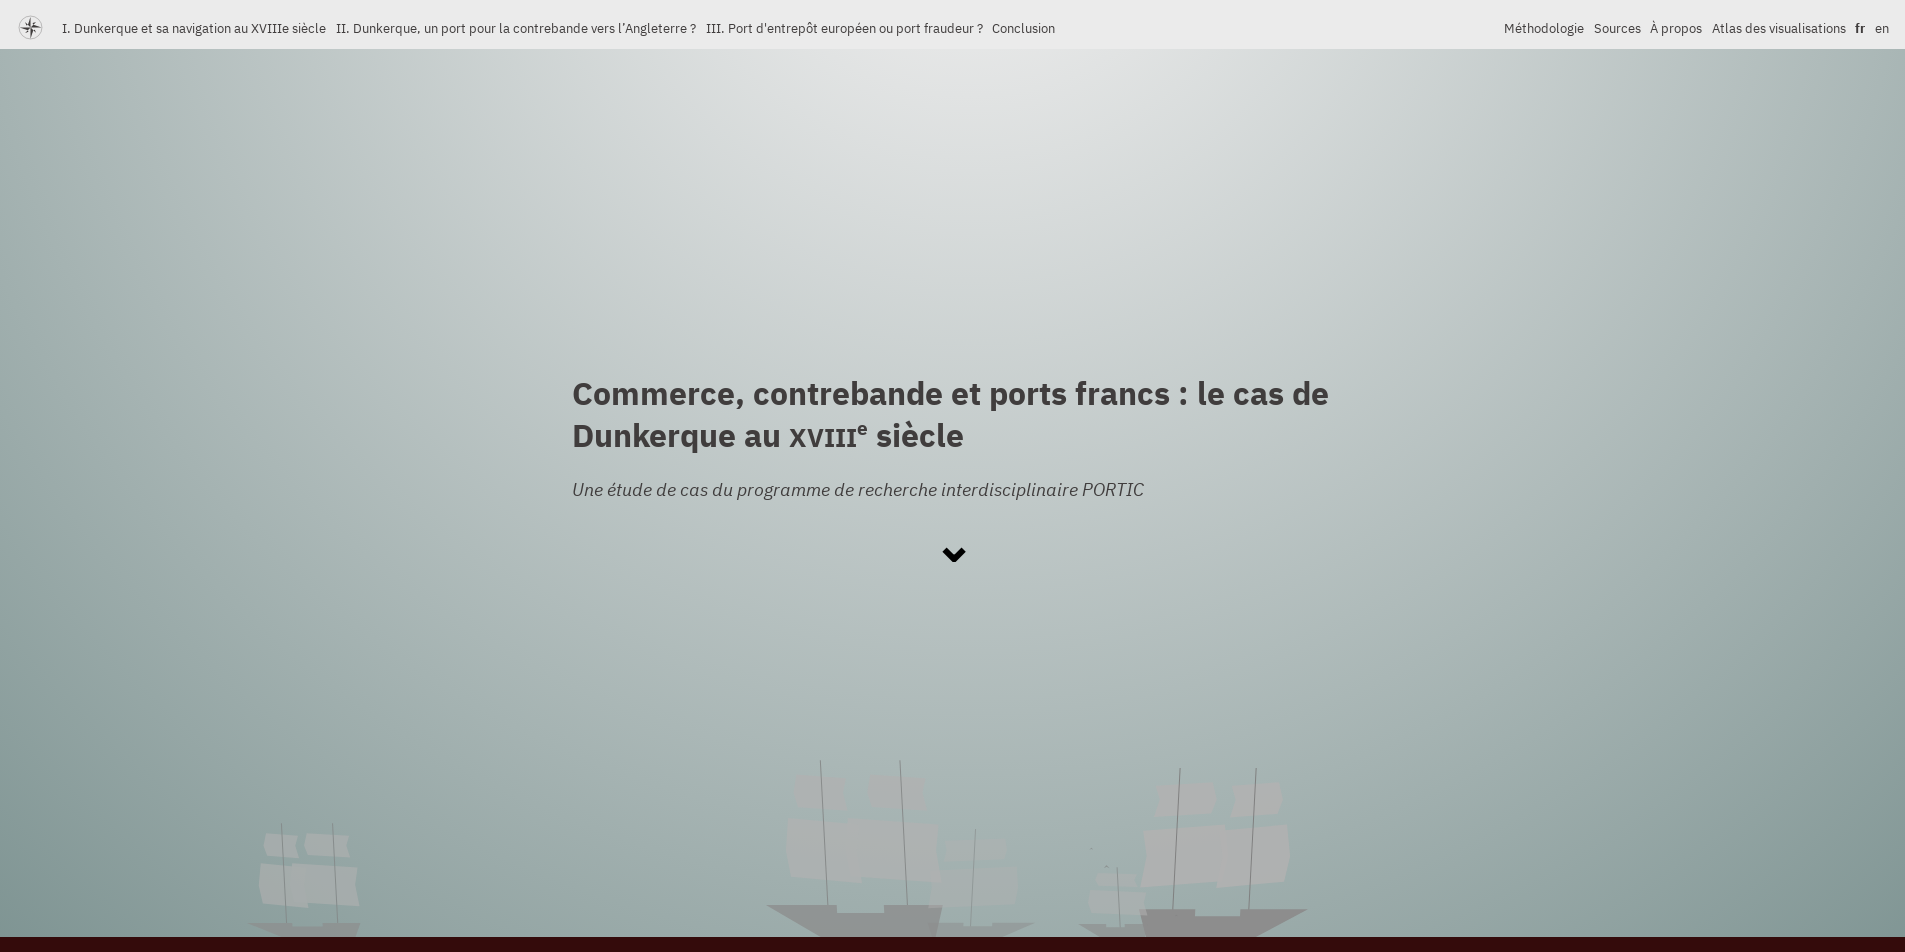 I. Dunkerque et sa navigation au XVIIIe siècle II. Dunkerque, un port pour la contrebande vers l’Angleterre ? III. Port d'entrepôt européen ou port fraudeur ? Conclusion Méthodologie Sources À propos Atlas des visualisations fr en
Commerce, contrebande et ports francs : le cas de
Dunkerque au XVIIIe siècle
Une étude de cas du programme de recherche interdisciplinaire PORTIC